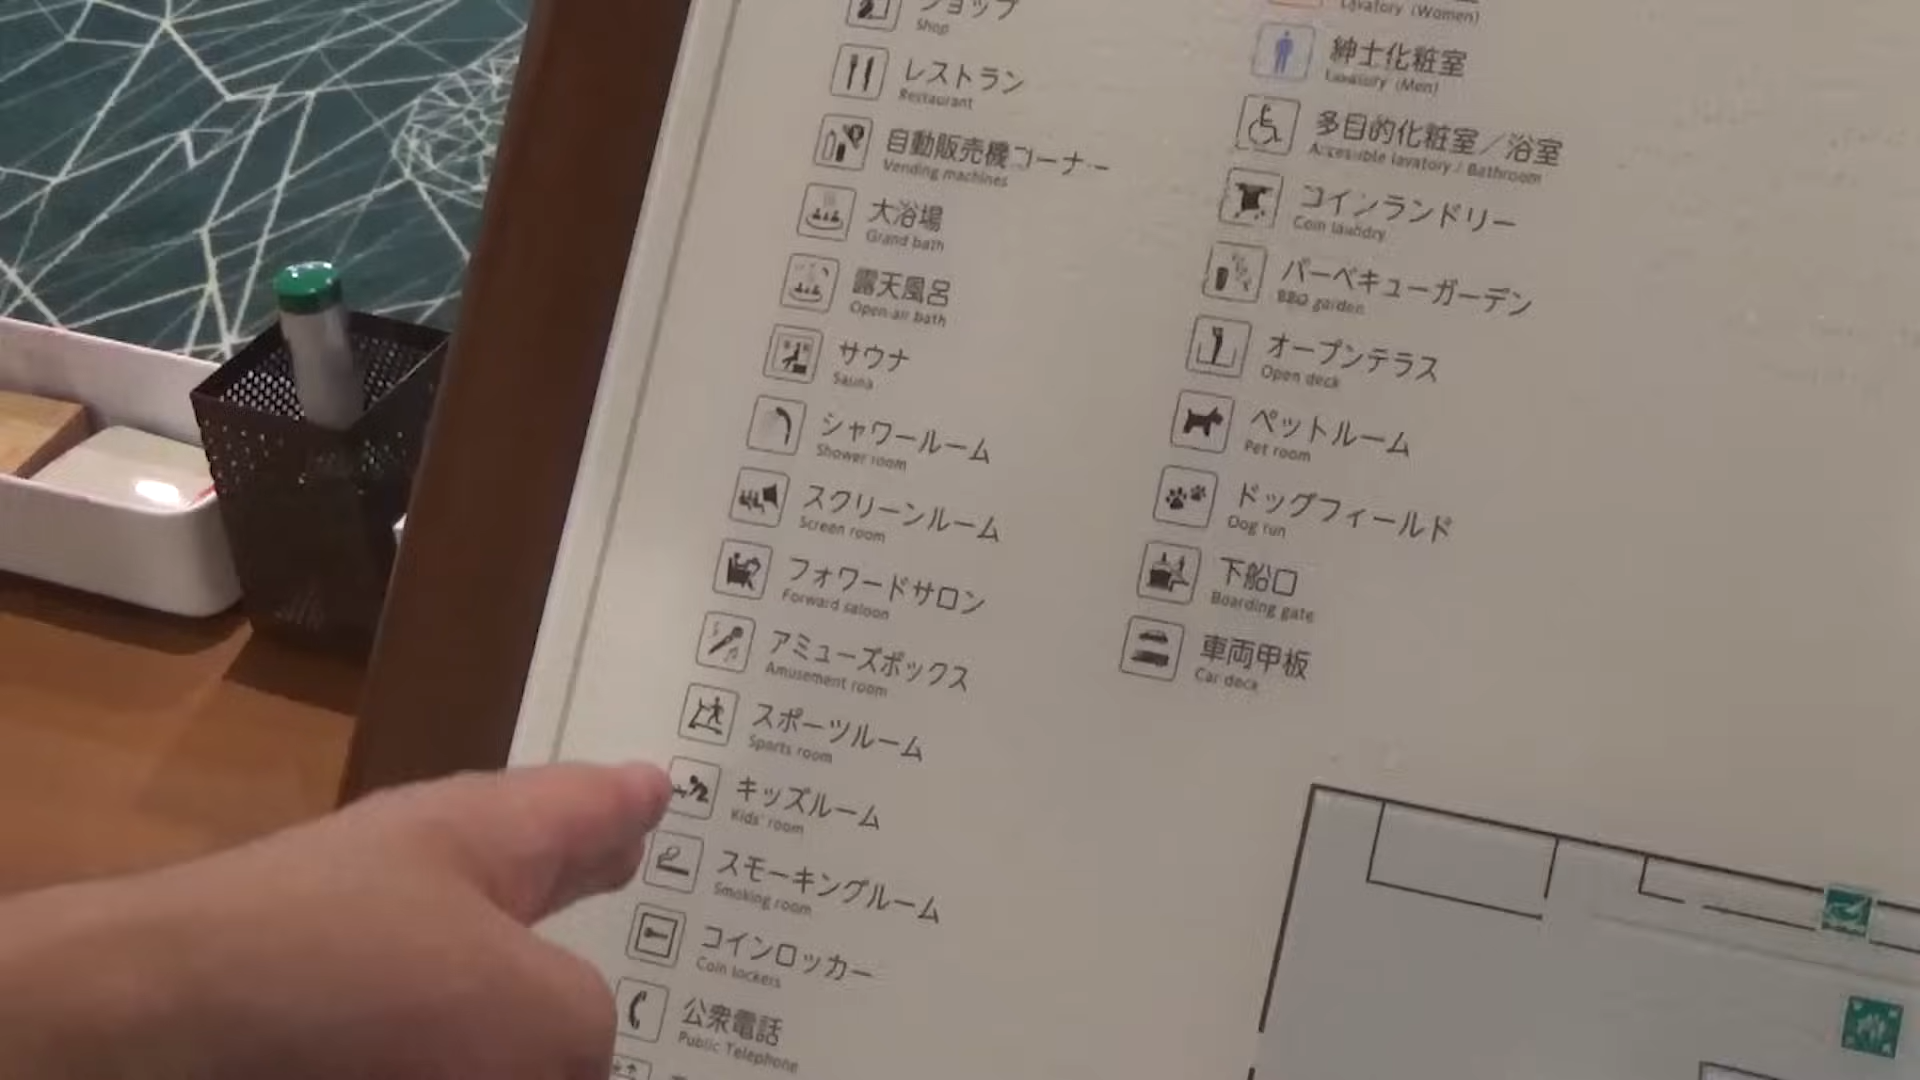 ショップ
Shop
レストラン
Restaurant
自動販売機コーナー
Vending machines
大浴場
Grand bath
露天風呂
Open-air bath
サウナ
Sauna
シャワールーム
Shower room
スクリーンルーム
Screen room
フォワードサロン
Forward saloon
アミューズボックス
Amusement room
スポーツルーム
Sports room
キッズルーム
Kids' room
スモーキングルーム
Smoking room
コインロッカー
Coin lockers
公衆電話
Public Telephone
Lavatory (Women)
紳士化粧室
Lavatory (Men)
多目的化粧室／浴室
Accessible lavatory / Bathroom
コインランドリー
Coin laundry
バーベキューガーデン
BBQ garden
オープンテラス
Open deck
ペットルーム
Pet room
ドッグフィールド
Dog run
下船口
Boarding gate
車両甲板
Car deck